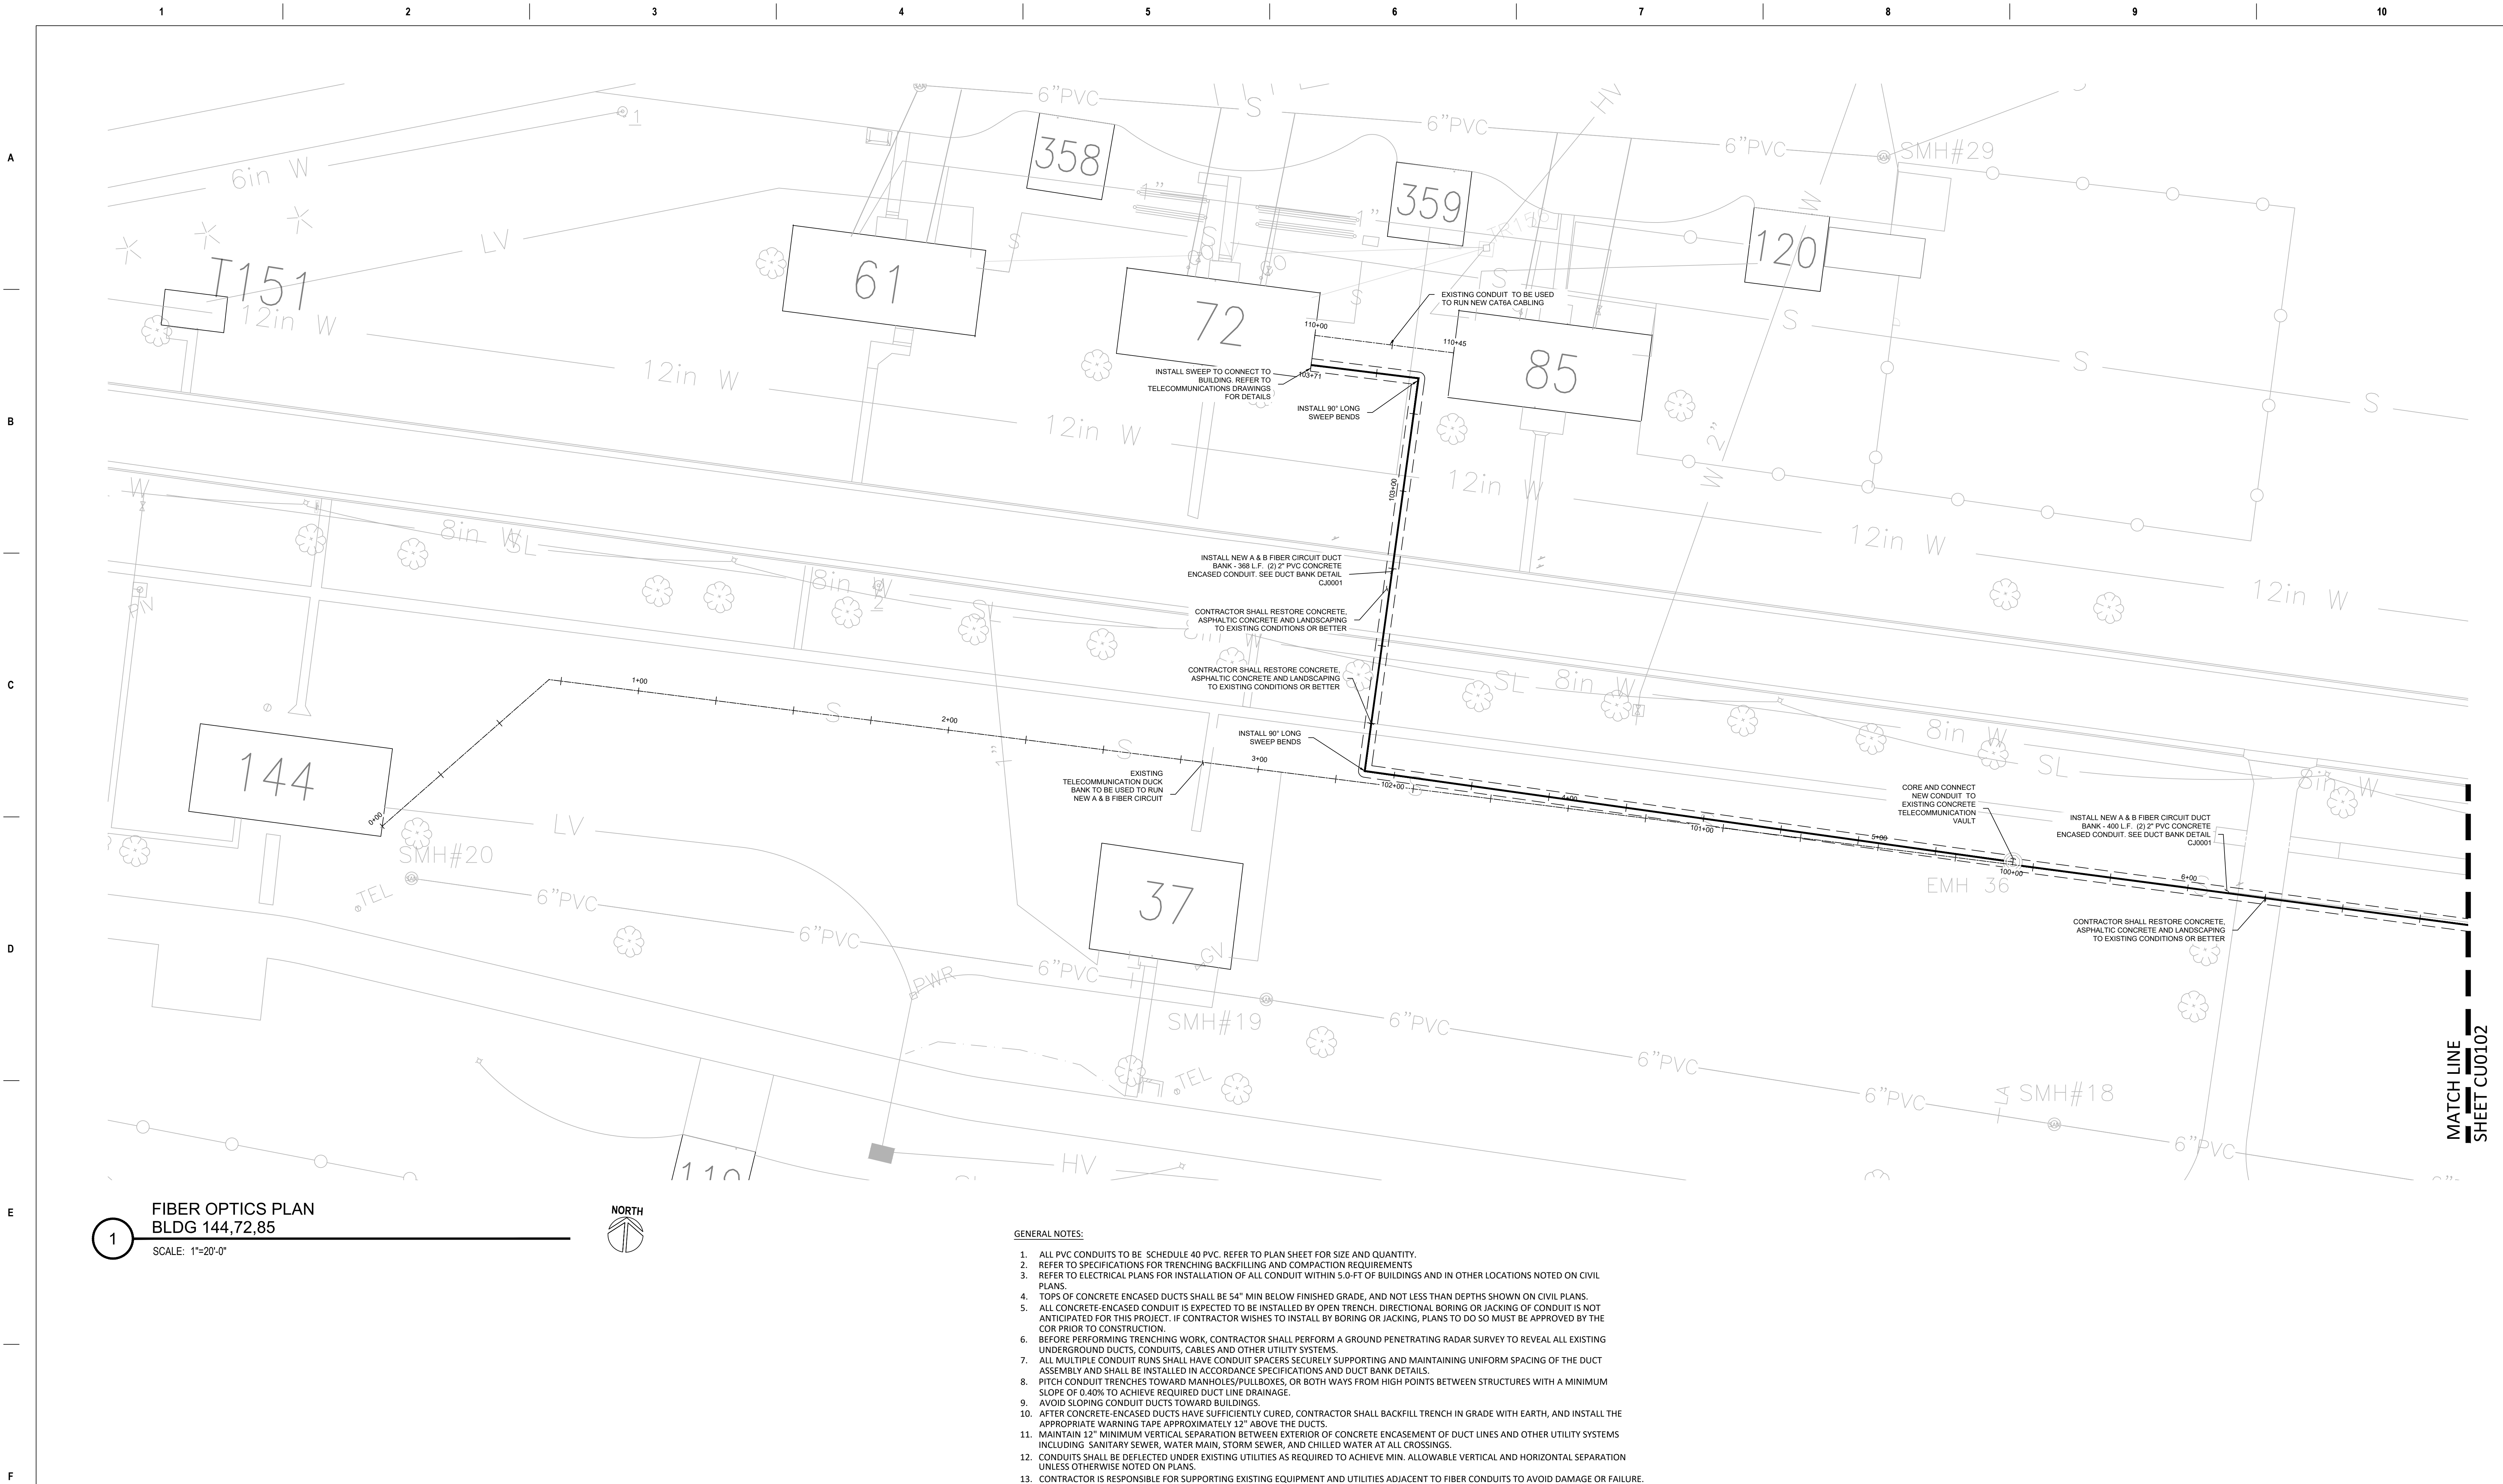 1 2 3 4 5 6 7 8 9 10
A
B
C
D
E
F
6"PVC
S
HV
6"PVC
6"PVC
SMH#29
1
6in W
358
359
120
1"
1"
LV
S
S
T151
61
72
85
12in W
S
S
EXISTING CONDUIT TO BE USED
TO RUN NEW CAT6A CABLING
110+00
110+45
S
S
S
12in W
INSTALL SWEEP TO CONNECT TO
BUILDING. REFER TO
TELECOMMUNICATIONS DRAWINGS
FOR DETAILS
103+71
INSTALL 90° LONG
SWEEP BENDS
12in W
2"
W
W
103+00
12in W
12in W
12in W
W
8in W
SL
8in W
2
SL
PIV
INSTALL NEW A & B FIBER CIRCUIT DUCT
BANK - 368 L.F. (2) 2" PVC CONCRETE
ENCASED CONDUIT. SEE DUCT BANK DETAIL
CJ0001
CONTRACTOR SHALL RESTORE CONCRETE,
ASPHALTIC CONCRETE AND LANDSCAPING
TO EXISTING CONDITIONS OR BETTER
CONTRACTOR SHALL RESTORE CONCRETE,
ASPHALTIC CONCRETE AND LANDSCAPING
TO EXISTING CONDITIONS OR BETTER
SL
8in W
8in W
SL
8in W
INSTALL 90° LONG
SWEEP BENDS
0+00
1+00
S
2+00
S
3+00
102+00
4+00
101+00
5+00
100+00
6+00
144
EXISTING
TELECOMMUNICATION DUCK
BANK TO BE USED TO RUN
NEW A & B FIBER CIRCUIT
CORE AND CONNECT
NEW CONDUIT TO
EXISTING CONCRETE
TELECOMMUNICATION
VAULT
INSTALL NEW A & B FIBER CIRCUIT DUCT
BANK - 400 L.F. (2) 2" PVC CONCRETE
ENCASED CONDUIT. SEE DUCT BANK DETAIL
CJ0001
EMH 36
CONTRACTOR SHALL RESTORE CONCRETE,
ASPHALTIC CONCRETE AND LANDSCAPING
TO EXISTING CONDITIONS OR BETTER
LV
SMH#20
TEL
6"PVC
6"PVC
37
PWR
6"PVC
SMH#19
6"PVC
TEL
6"PVC
6"PVC
SMH#18
6"PVC
HV
MATCH LINE
SHEET CU0102
1
FIBER OPTICS PLAN
BLDG 144,72,85
SCALE: 1"=20'-0"
NORTH
GENERAL NOTES:
1. ALL PVC CONDUITS TO BE SCHEDULE 40 PVC. REFER TO PLAN SHEET FOR SIZE AND QUANTITY.
2. REFER TO SPECIFICATIONS FOR TRENCHING BACKFILLING AND COMPACTION REQUIREMENTS
3. REFER TO ELECTRICAL PLANS FOR INSTALLATION OF ALL CONDUIT WITHIN 5.0-FT OF BUILDINGS AND IN OTHER LOCATIONS NOTED ON CIVIL
PLANS.
4. TOPS OF CONCRETE ENCASED DUCTS SHALL BE 54" MIN BELOW FINISHED GRADE, AND NOT LESS THAN DEPTHS SHOWN ON CIVIL PLANS.
5. ALL CONCRETE-ENCASED CONDUIT IS EXPECTED TO BE INSTALLED BY OPEN TRENCH. DIRECTIONAL BORING OR JACKING OF CONDUIT IS NOT
ANTICIPATED FOR THIS PROJECT. IF CONTRACTOR WISHES TO INSTALL BY BORING OR JACKING, PLANS TO DO SO MUST BE APPROVED BY THE
COR PRIOR TO CONSTRUCTION.
6. BEFORE PERFORMING TRENCHING WORK, CONTRACTOR SHALL PERFORM A GROUND PENETRATING RADAR SURVEY TO REVEAL ALL EXISTING
UNDERGROUND DUCTS, CONDUITS, CABLES AND OTHER UTILITY SYSTEMS.
7. ALL MULTIPLE CONDUIT RUNS SHALL HAVE CONDUIT SPACERS SECURELY SUPPORTING AND MAINTAINING UNIFORM SPACING OF THE DUCT
ASSEMBLY AND SHALL BE INSTALLED IN ACCORDANCE SPECIFICATIONS AND DUCT BANK DETAILS.
8. PITCH CONDUIT TRENCHES TOWARD MANHOLES/PULLBOXES, OR BOTH WAYS FROM HIGH POINTS BETWEEN STRUCTURES WITH A MINIMUM
SLOPE OF 0.40% TO ACHIEVE REQUIRED DUCT LINE DRAINAGE.
9. AVOID SLOPING CONDUIT DUCTS TOWARD BUILDINGS.
10. AFTER CONCRETE-ENCASED DUCTS HAVE SUFFICIENTLY CURED, CONTRACTOR SHALL BACKFILL TRENCH IN GRADE WITH EARTH, AND INSTALL THE
APPROPRIATE WARNING TAPE APPROXIMATELY 12" ABOVE THE DUCTS.
11. MAINTAIN 12" MINIMUM VERTICAL SEPARATION BETWEEN EXTERIOR OF CONCRETE ENCASEMENT OF DUCT LINES AND OTHER UTILITY SYSTEMS
INCLUDING SANITARY SEWER, WATER MAIN, STORM SEWER, AND CHILLED WATER AT ALL CROSSINGS.
12. CONDUITS SHALL BE DEFLECTED UNDER EXISTING UTILITIES AS REQUIRED TO ACHIEVE MIN. ALLOWABLE VERTICAL AND HORIZONTAL SEPARATION
UNLESS OTHERWISE NOTED ON PLANS.
13. CONTRACTOR IS RESPONSIBLE FOR SUPPORTING EXISTING EQUIPMENT AND UTILITIES ADJACENT TO FIBER CONDUITS TO AVOID DAMAGE OR FAILURE.